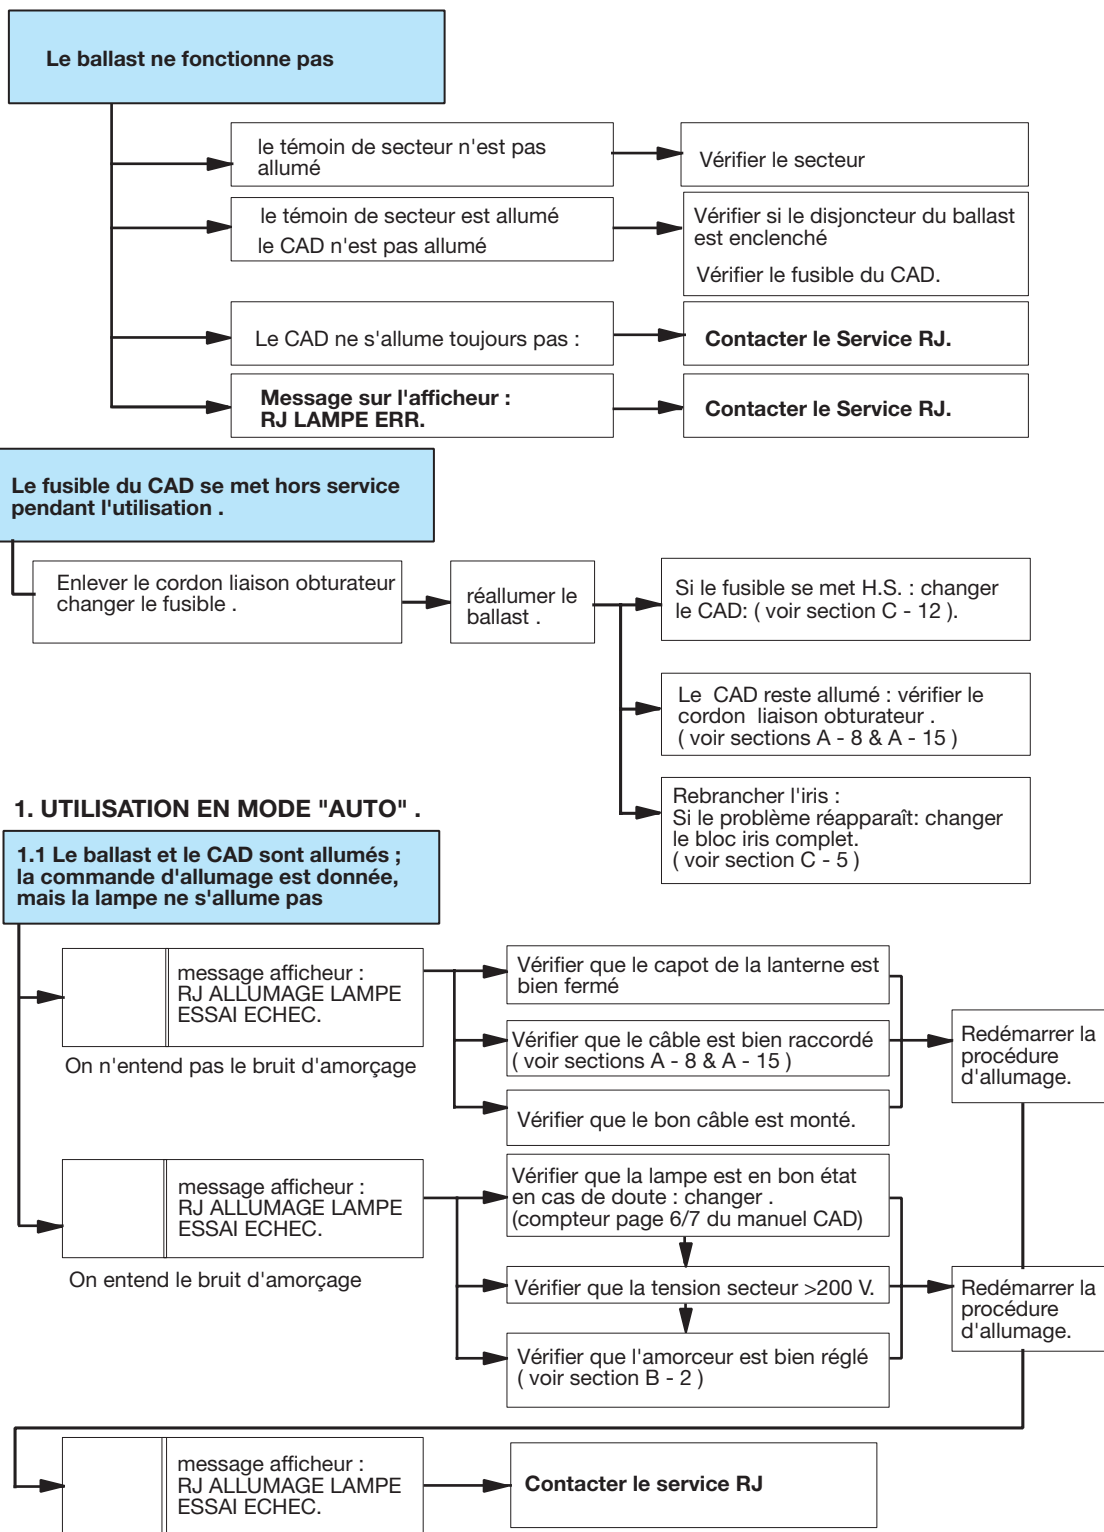 Le ballast ne fonctionne pas
le témoin de secteur n'est pas
allumé
Vérifier le secteur
le témoin de secteur est allumé
le CAD n'est pas allumé
Vérifier si le disjoncteur du ballast
est enclenché
Vérifier le fusible du CAD.
Le CAD ne s'allume toujours pas :
Contacter le Service RJ.
Message sur l'afficheur :
RJ LAMPE ERR.
Contacter le Service RJ.
Le fusible du CAD se met hors service
pendant l'utilisation .
Enlever le cordon liaison obturateur
changer le fusible .
réallumer le
ballast .
Si le fusible se met H.S. : changer
le CAD: ( voir section C - 12 ).
Le CAD reste allumé : vérifier le
cordon liaison obturateur .
( voir sections A - 8 & A - 15 )
Rebrancher l'iris :
Si le problème réapparaît: changer
le bloc iris complet.
( voir section C - 5 )
1. UTILISATION EN MODE "AUTO" .
1.1 Le ballast et le CAD sont allumés ;
la commande d'allumage est donnée,
mais la lampe ne s'allume pas
message afficheur :
RJ ALLUMAGE LAMPE
ESSAI ECHEC.
On n'entend pas le bruit d'amorçage
Vérifier que le capot de la lanterne est
bien fermé
Vérifier que le câble est bien raccordé
( voir sections A - 8 & A - 15 )
Vérifier que le bon câble est monté.
Redémarrer la
procédure
d'allumage.
message afficheur :
RJ ALLUMAGE LAMPE
ESSAI ECHEC.
On entend le bruit d'amorçage
Vérifier que la lampe est en bon état
en cas de doute : changer .
(compteur page 6/7 du manuel CAD)
Vérifier que la tension secteur >200 V.
Vérifier que l'amorceur est bien réglé
( voir section B - 2 )
Redémarrer la
procédure
d'allumage.
message afficheur :
RJ ALLUMAGE LAMPE
ESSAI ECHEC.
Contacter le service RJ